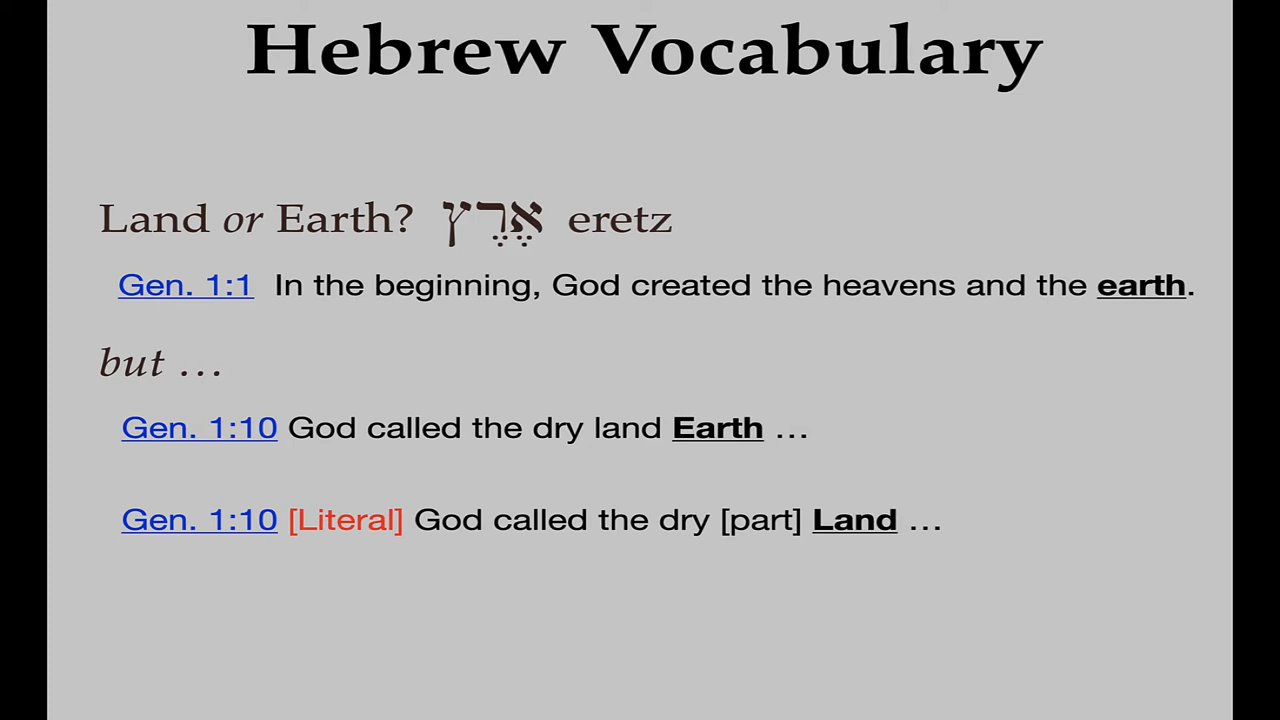 Hebrew Vocabulary
Land or Earth? אֶרֶץ eretz
Gen. 1:1 In the beginning, God created the heavens and the earth.
but …
Gen. 1:10 God called the dry land Earth …
Gen. 1:10 [Literal] God called the dry [part] Land …